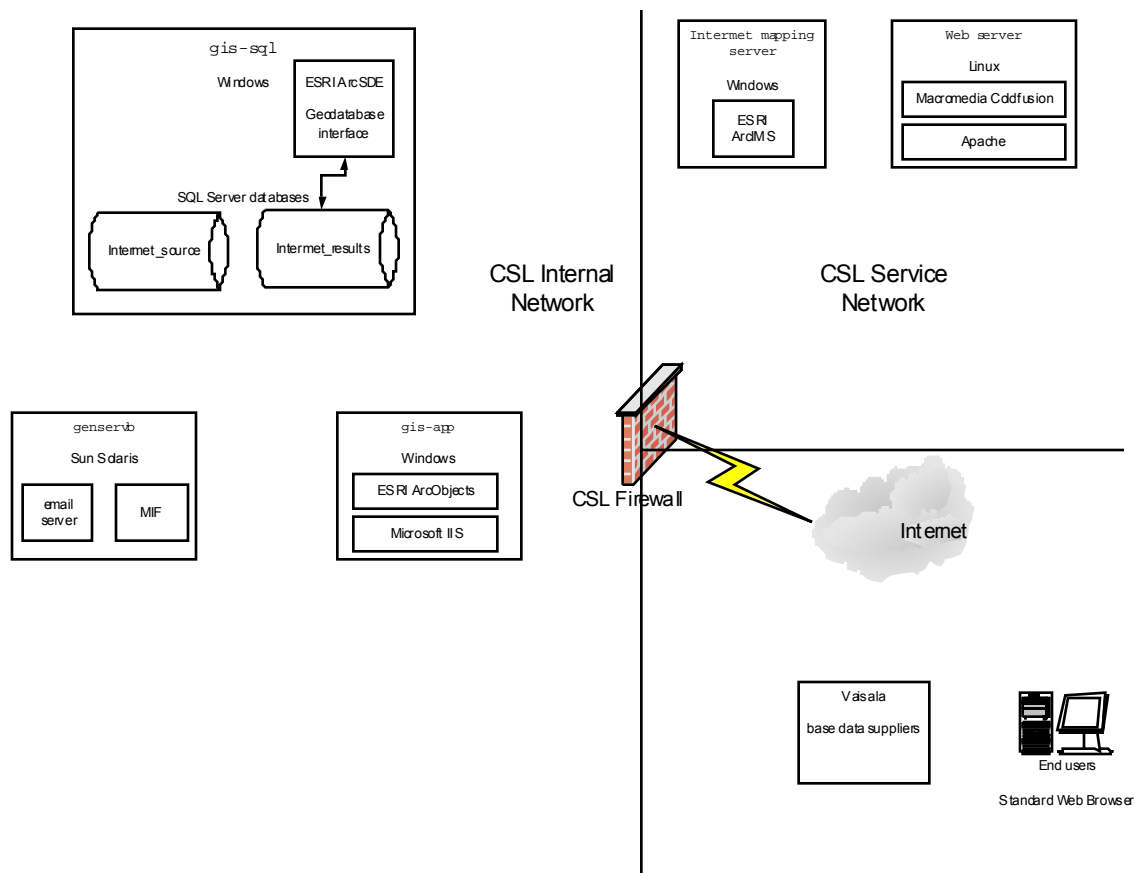 gis-sql
Windows
ESRI ArcSDE
Geodatabase
interface
SQL Server databases
Internet_source
Internet_results
Internet mapping
server
Windows
ESRI
ArcIMS
Web server
Linux
Macromedia Coldfusion
Apache
CSL Internal
Network
CSL Service
Network
genservb
Sun Solaris
email
server
MIF
gis-app
Windows
ESRI ArcObjects
Microsoft IIS
CSL Firewall
Internet
Vaisala
base data suppliers
End users
Standard Web Browser